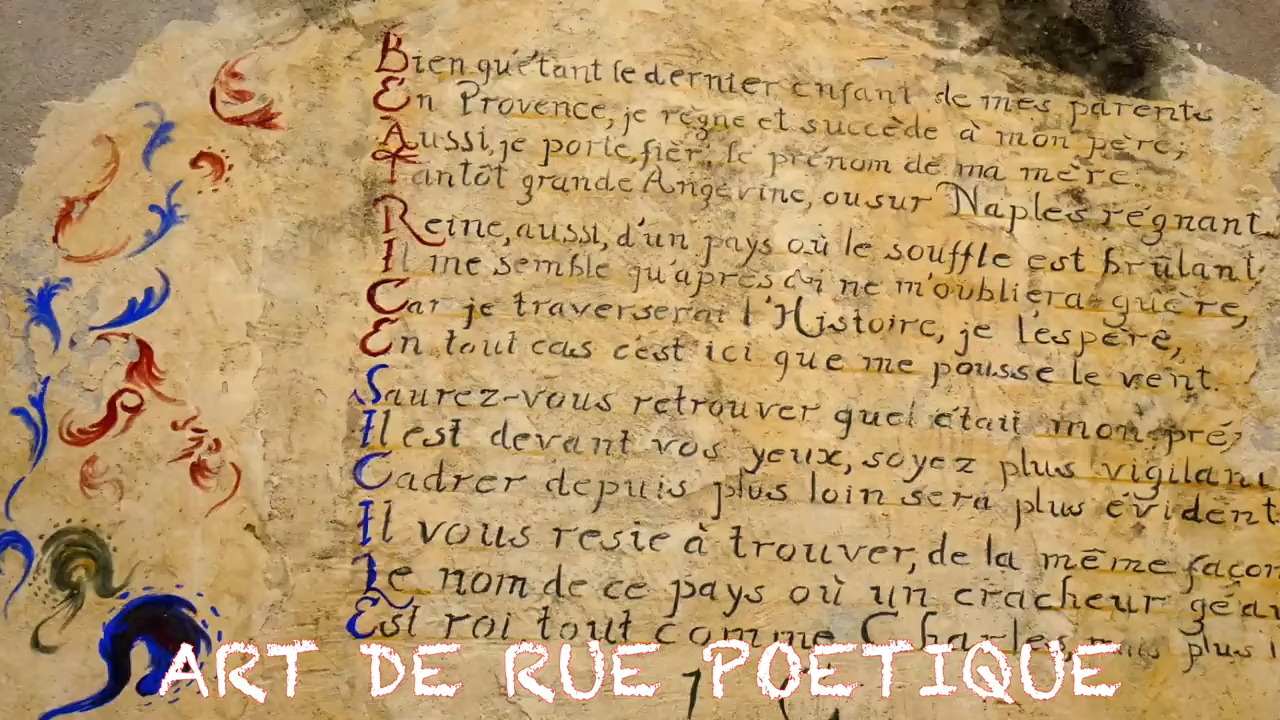 Bien qu'étant le dernier enfant de mes parents
En Provence, je règne et succède à mon père;
Aussi, je porte, fier, le prénom de ma mère.
Tantôt grande Angevine, ou sur Naples régnant
Reine, aussi, d'un pays où le souffle est brûlant
Il me semble qu'après on ne m'oubliera guère,
Car je traverserai l'Histoire, je l'espère,
En tout cas c'est ici que me pousse le vent.
Saurez-vous retrouver quel était mon pré;
Il est devant vos yeux, soyez plus vigilant
Cadrer depuis plus loin sera plus évident
Il vous reste à trouver, de la même façon
Le nom de ce pays où un cracheur
Est roi tout comme Charles, mais plus
ART DE RUE POETIQUE